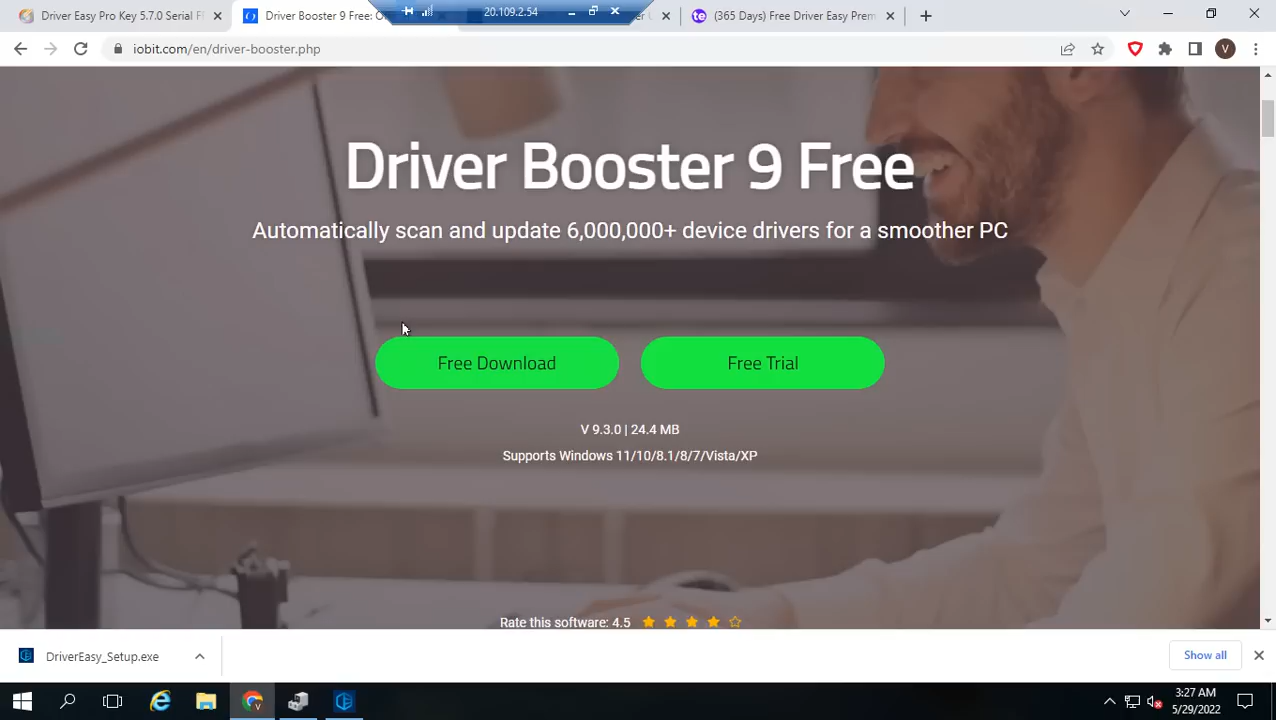 Driver Easy Pro Key 5.7.0 Serial F
Driver Booster 9 Free: O
20.109.2.54
(365 Days) Free Driver Easy Prem
iobit.com/en/driver-booster.php
V
Driver Booster 9 Free
Automatically scan and update 6,000,000+ device drivers for a smoother PC
Free Download
Free Trial
V 9.3.0 | 24.4 MB
Supports Windows 11/10/8.1/8/7/Vista/XP
Rate this software: 4.5
DriverEasy_Setup.exe
Show all
3:27 AM
5/29/2022